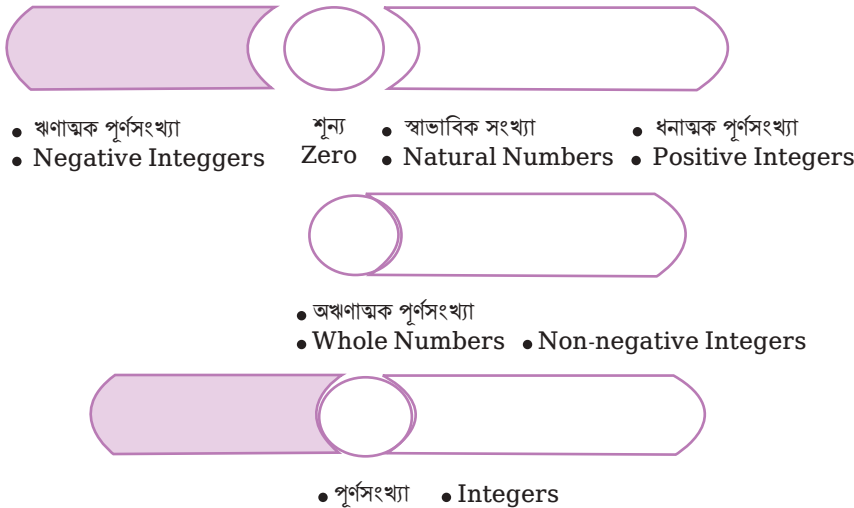 ● ঋণাত্মক পূর্ণসংখ্যা শূন্য ● স্বাভাবিক সংখ্যা ● ধনাত্মক পূর্ণসংখ্যা
● Negative Integgers Zero ● Natural Numbers ● Positive Integers
● অঋণাত্মক পূর্ণসংখ্যা
● Whole Numbers ● Non-negative Integers
● পূর্ণসংখ্যা ● Integers